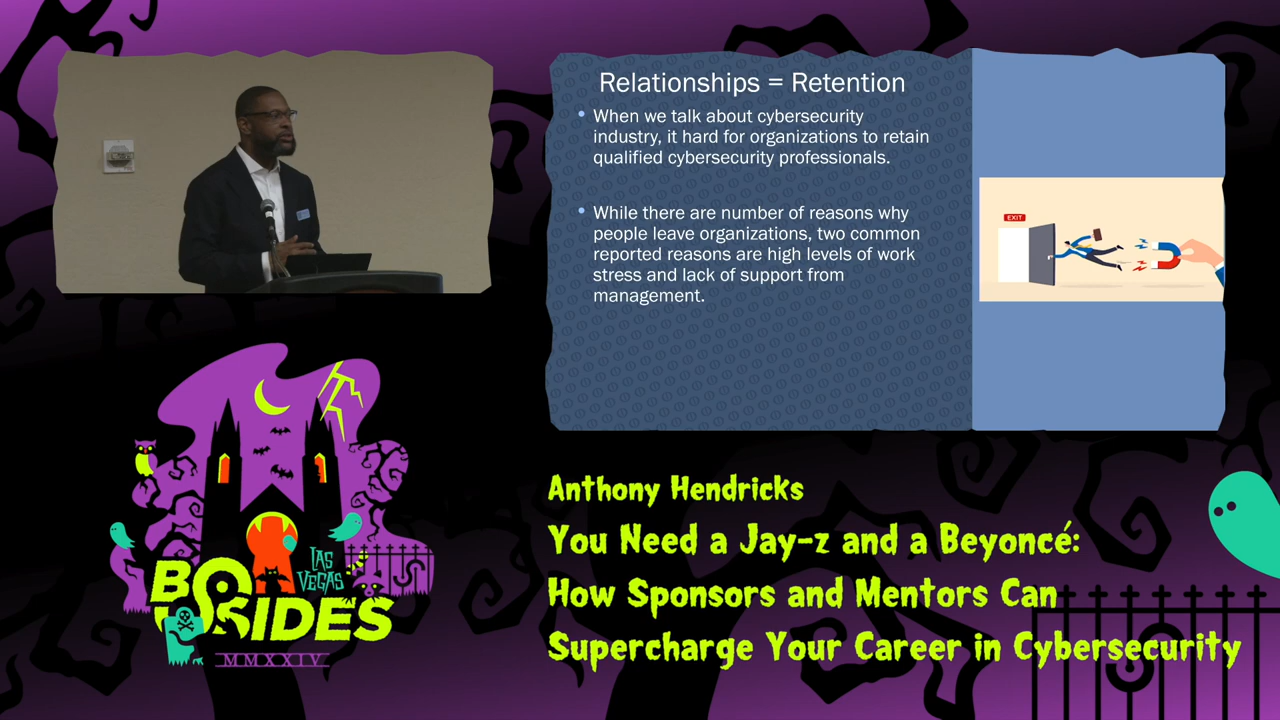 Relationships = Retention
• When we talk about cybersecurity
industry, it hard for organizations to retain
qualified cybersecurity professionals.
• While there are number of reasons why
people leave organizations, two common
reported reasons are high levels of work
stress and lack of support from
management.
EXIT
LAS
VEGAS
BSIDES
MMXXIV
Anthony Hendricks
You Need a Jay-z and a Beyoncé:
How Sponsors and Mentors Can
Supercharge Your Career in Cybersecurity